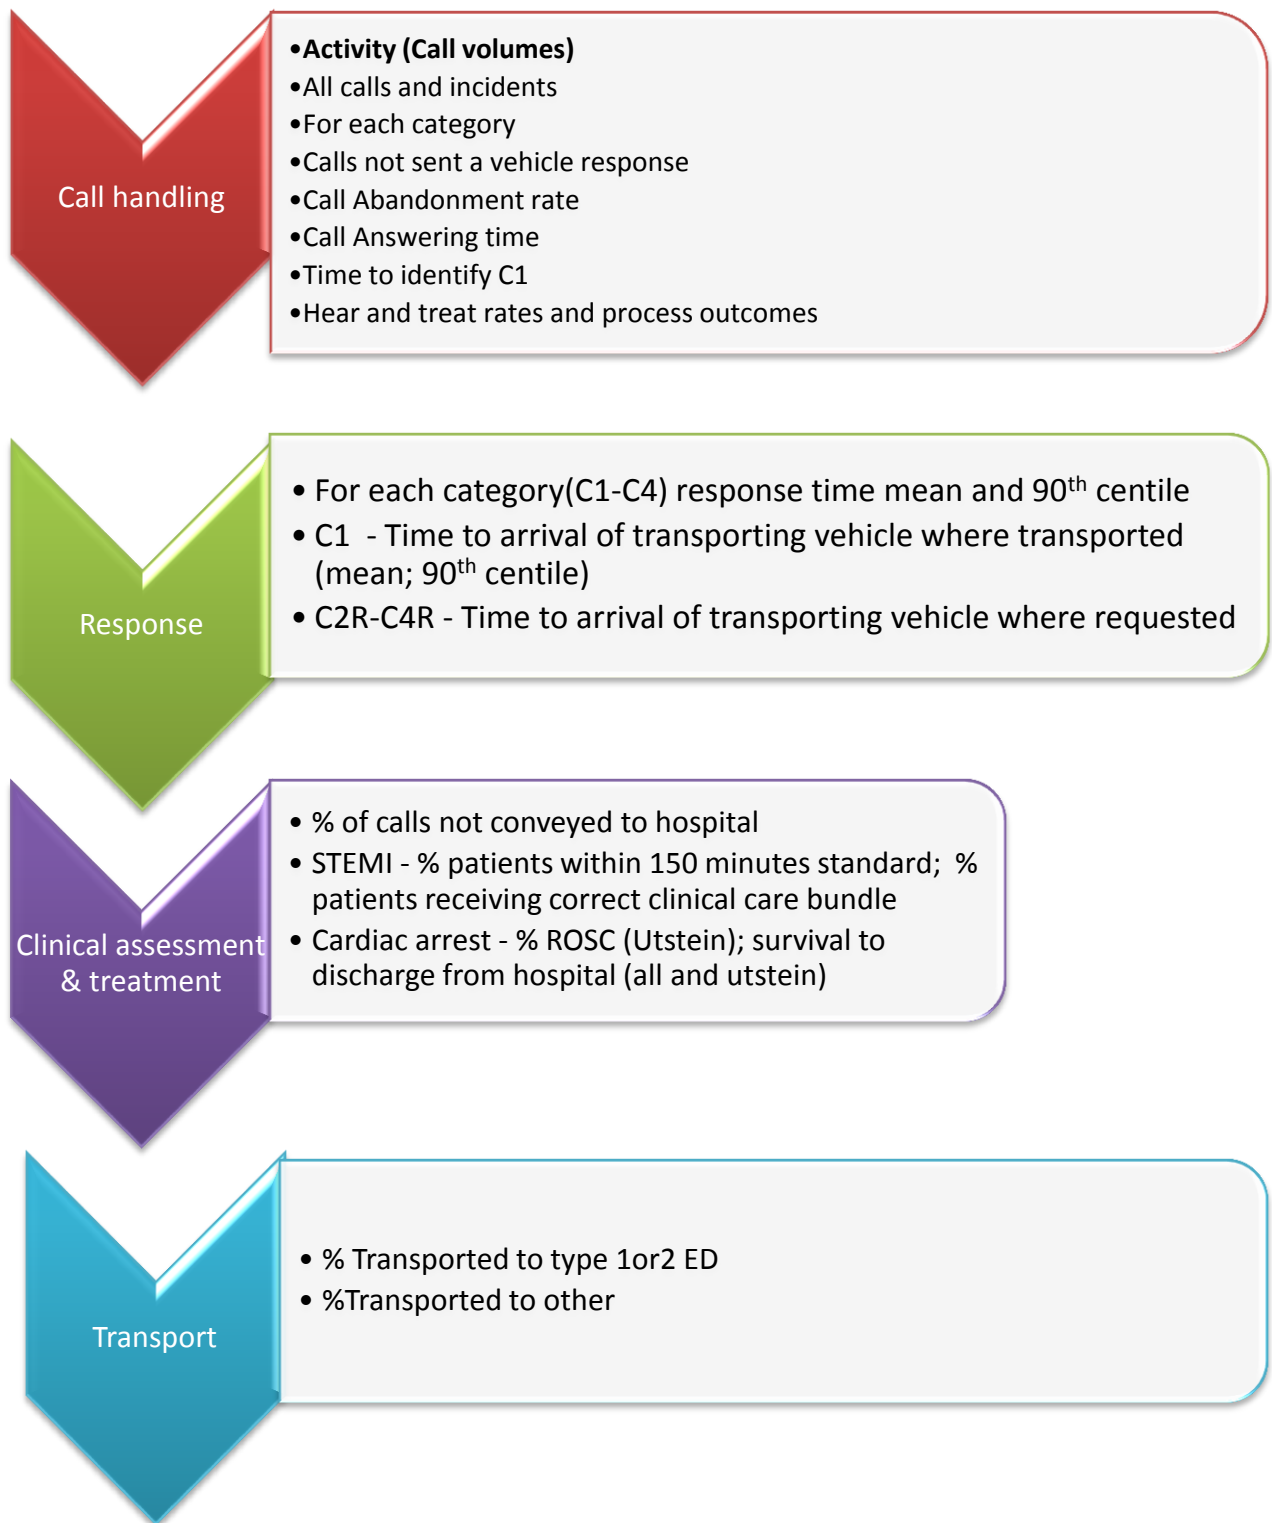 Call handling
•Activity (Call volumes)
•All calls and incidents
•For each category
•Calls not sent a vehicle response
•Call Abandonment rate
•Call Answering time
•Time to identify C1
•Hear and treat rates and process outcomes
Response
• For each category(C1-C4) response time mean and 90th centile
• C1  - Time to arrival of transporting vehicle where transported
(mean; 90th centile)
• C2R-C4R - Time to arrival of transporting vehicle where requested
Clinical assessment
& treatment
• % of calls not conveyed to hospital
• STEMI - % patients within 150 minutes standard;  %
patients receiving correct clinical care bundle
• Cardiac arrest - % ROSC (Utstein); survival to
discharge from hospital (all and utstein)
Transport
• % Transported to type 1or2 ED
• %Transported to other